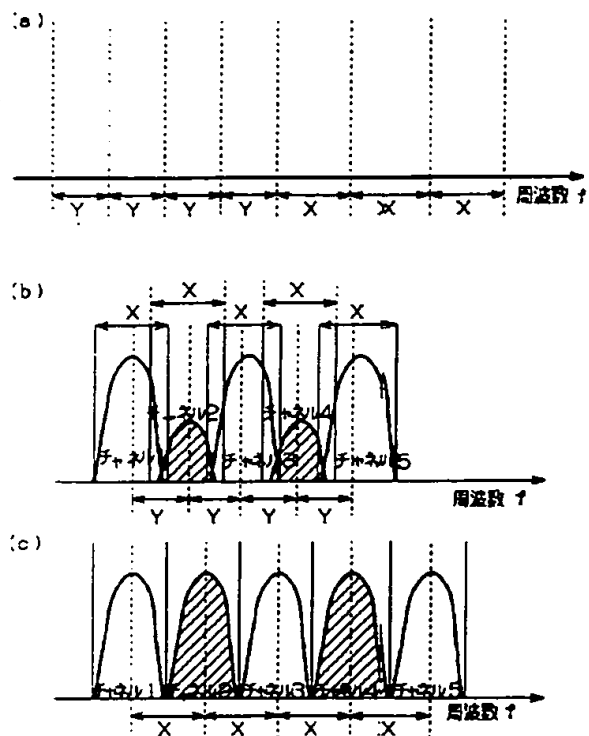 (a)
周波数 f
Y Y Y Y X X X
(b)
X X
X X X
チャネル2 チャネル4
チャネル チャネル3 チャネル5
周波数 f
Y Y Y Y
(c)
チャネル1 チャネル2 チャネル3 チャネル4 チャネル5
周波数 f
X X X X